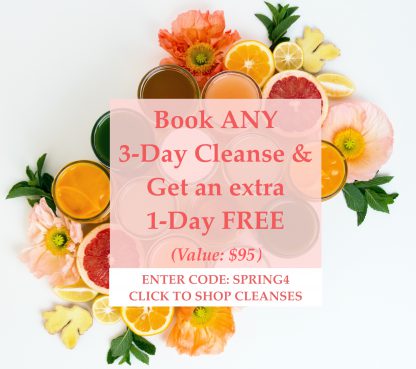 Book ANY
3-Day Cleanse &
Get an extra
1-Day FREE
(Value: $95)
ENTER CODE: SPRING4
CLICK TO SHOP CLEANSES